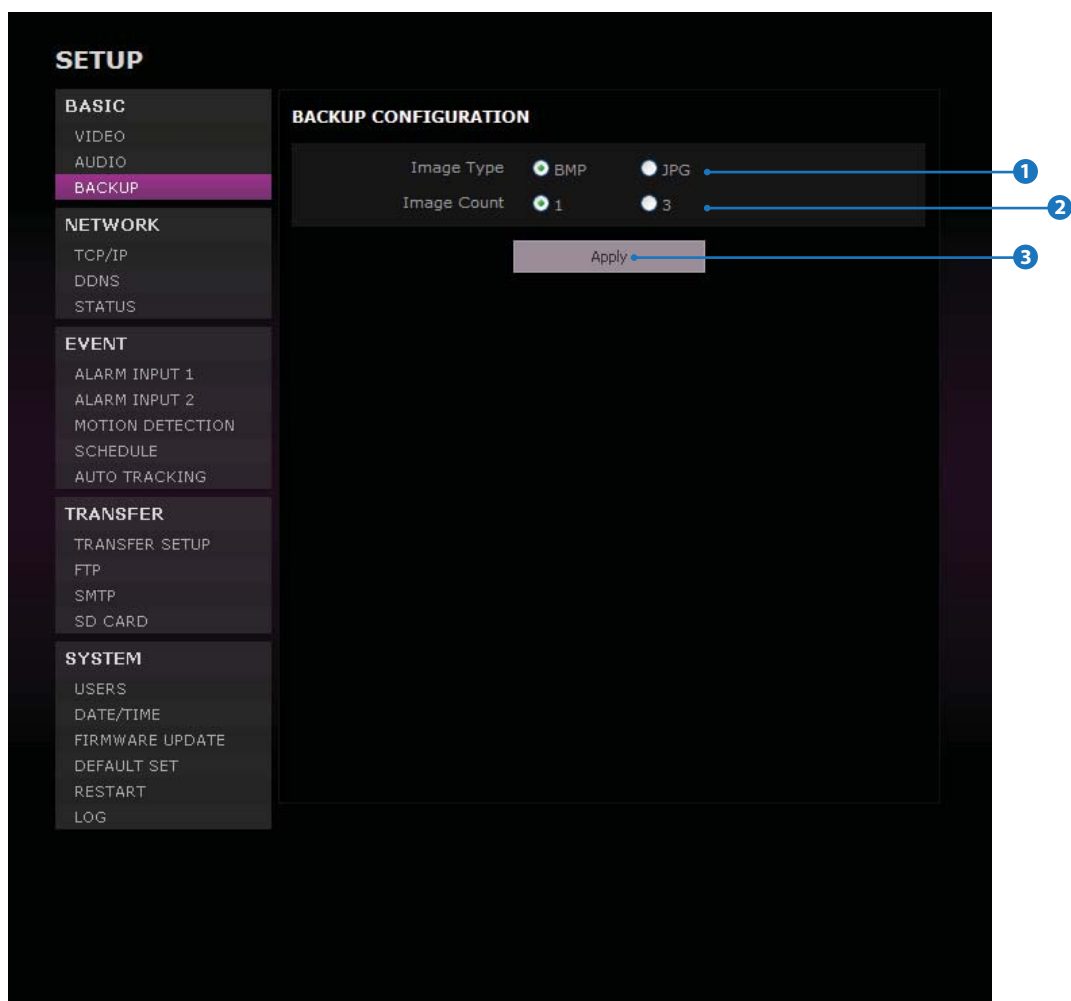 SETUP
BASIC
VIDEO
AUDIO
BACKUP
NETWORK
TCP/IP
DDNS
STATUS
EVENT
ALARM INPUT 1
ALARM INPUT 2
MOTION DETECTION
SCHEDULE
AUTO TRACKING
TRANSFER
TRANSFER SETUP
FTP
SMTP
SD CARD
SYSTEM
USERS
DATE/TIME
FIRMWARE UPDATE
DEFAULT SET
RESTART
LOG
BACKUP CONFIGURATION
Image Type BMP JPG 1
Image Count 1 3 2
Apply 3